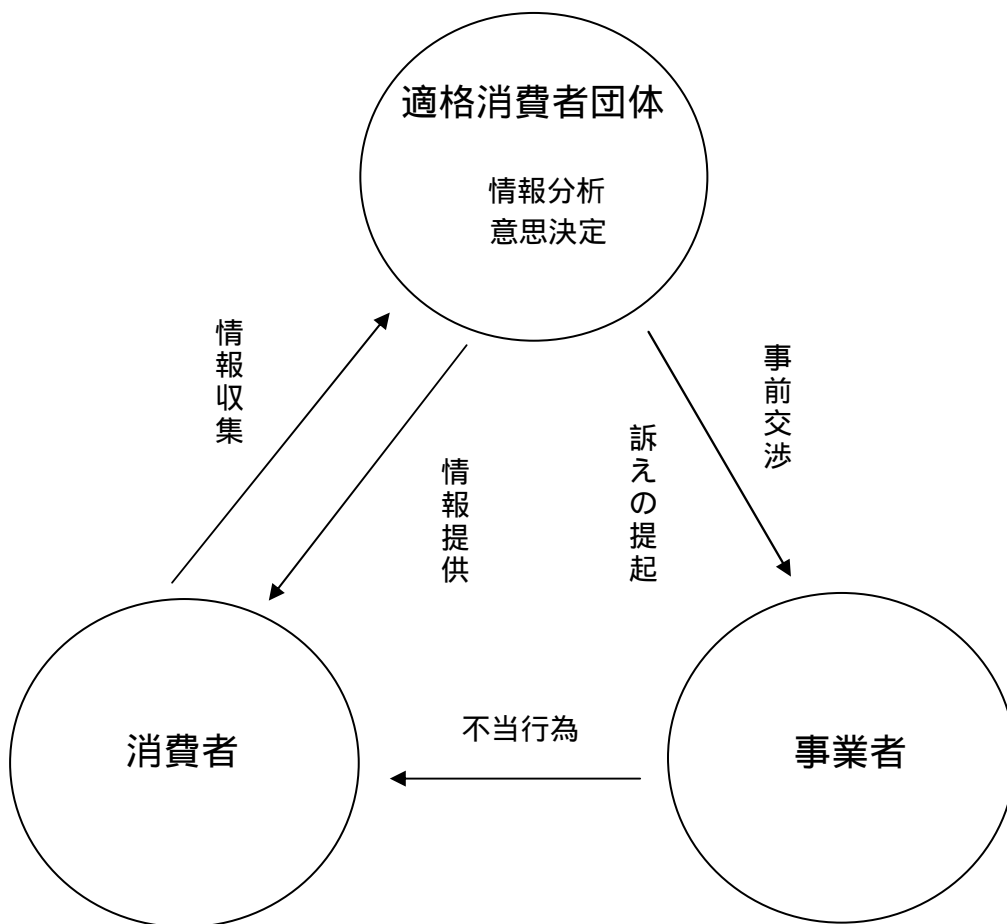 適格消費者団体
情報分析
意思決定
情報収集
情報提供
訴えの提起
事前交渉
消費者
不当行為
事業者